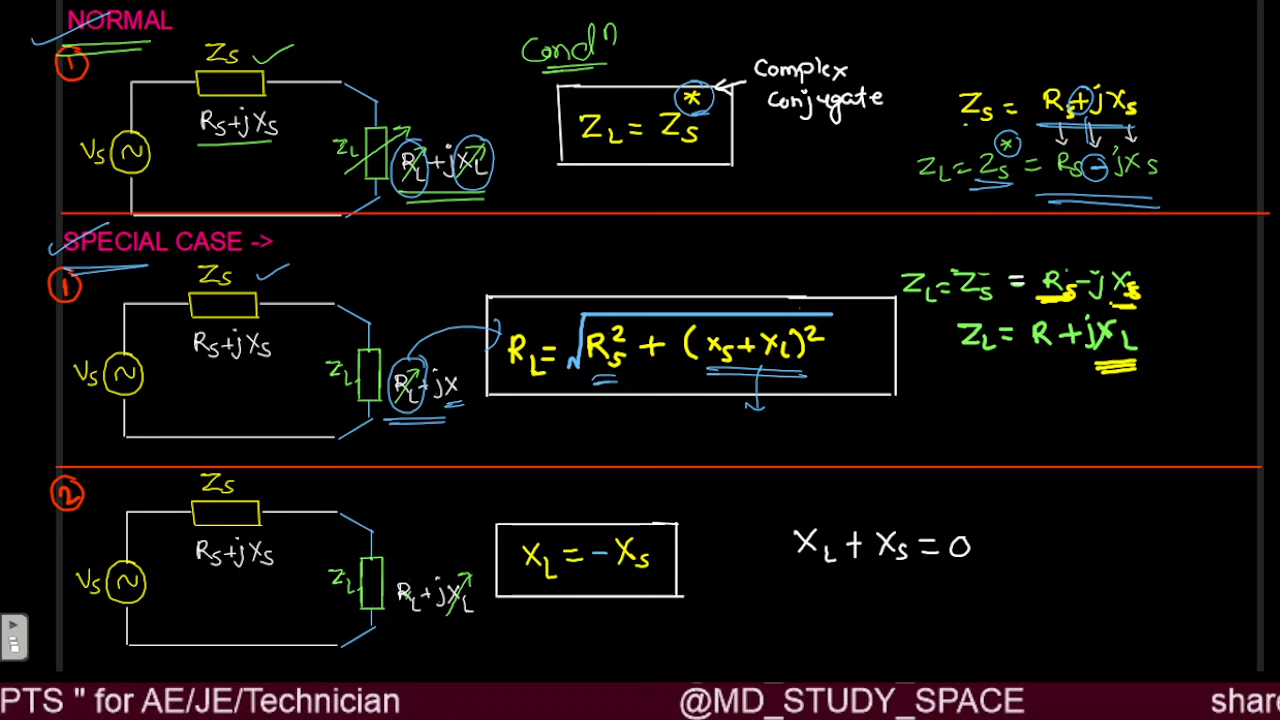 NORMAL
1
Zs
Rs+jXs
Vs
ZL
RL+jXL
Condn
ZL = Zs*
Complex
Conjugate
Zs = Rs+jXs
ZL = Zs* = Rs-jXs
SPECIAL CASE ->
1
Zs
Rs+jXs
Vs
ZL
RL+jX
RL = √Rs² + (Xs+XL)²
ZL = Zs = Rs-jXs
ZL = R+jXL
2
Zs
Rs+jXs
Vs
ZL
RL+jXL
XL = -Xs
XL + Xs = 0
PTS " for AE/JE/Technician
@MD_STUDY_SPACE
share